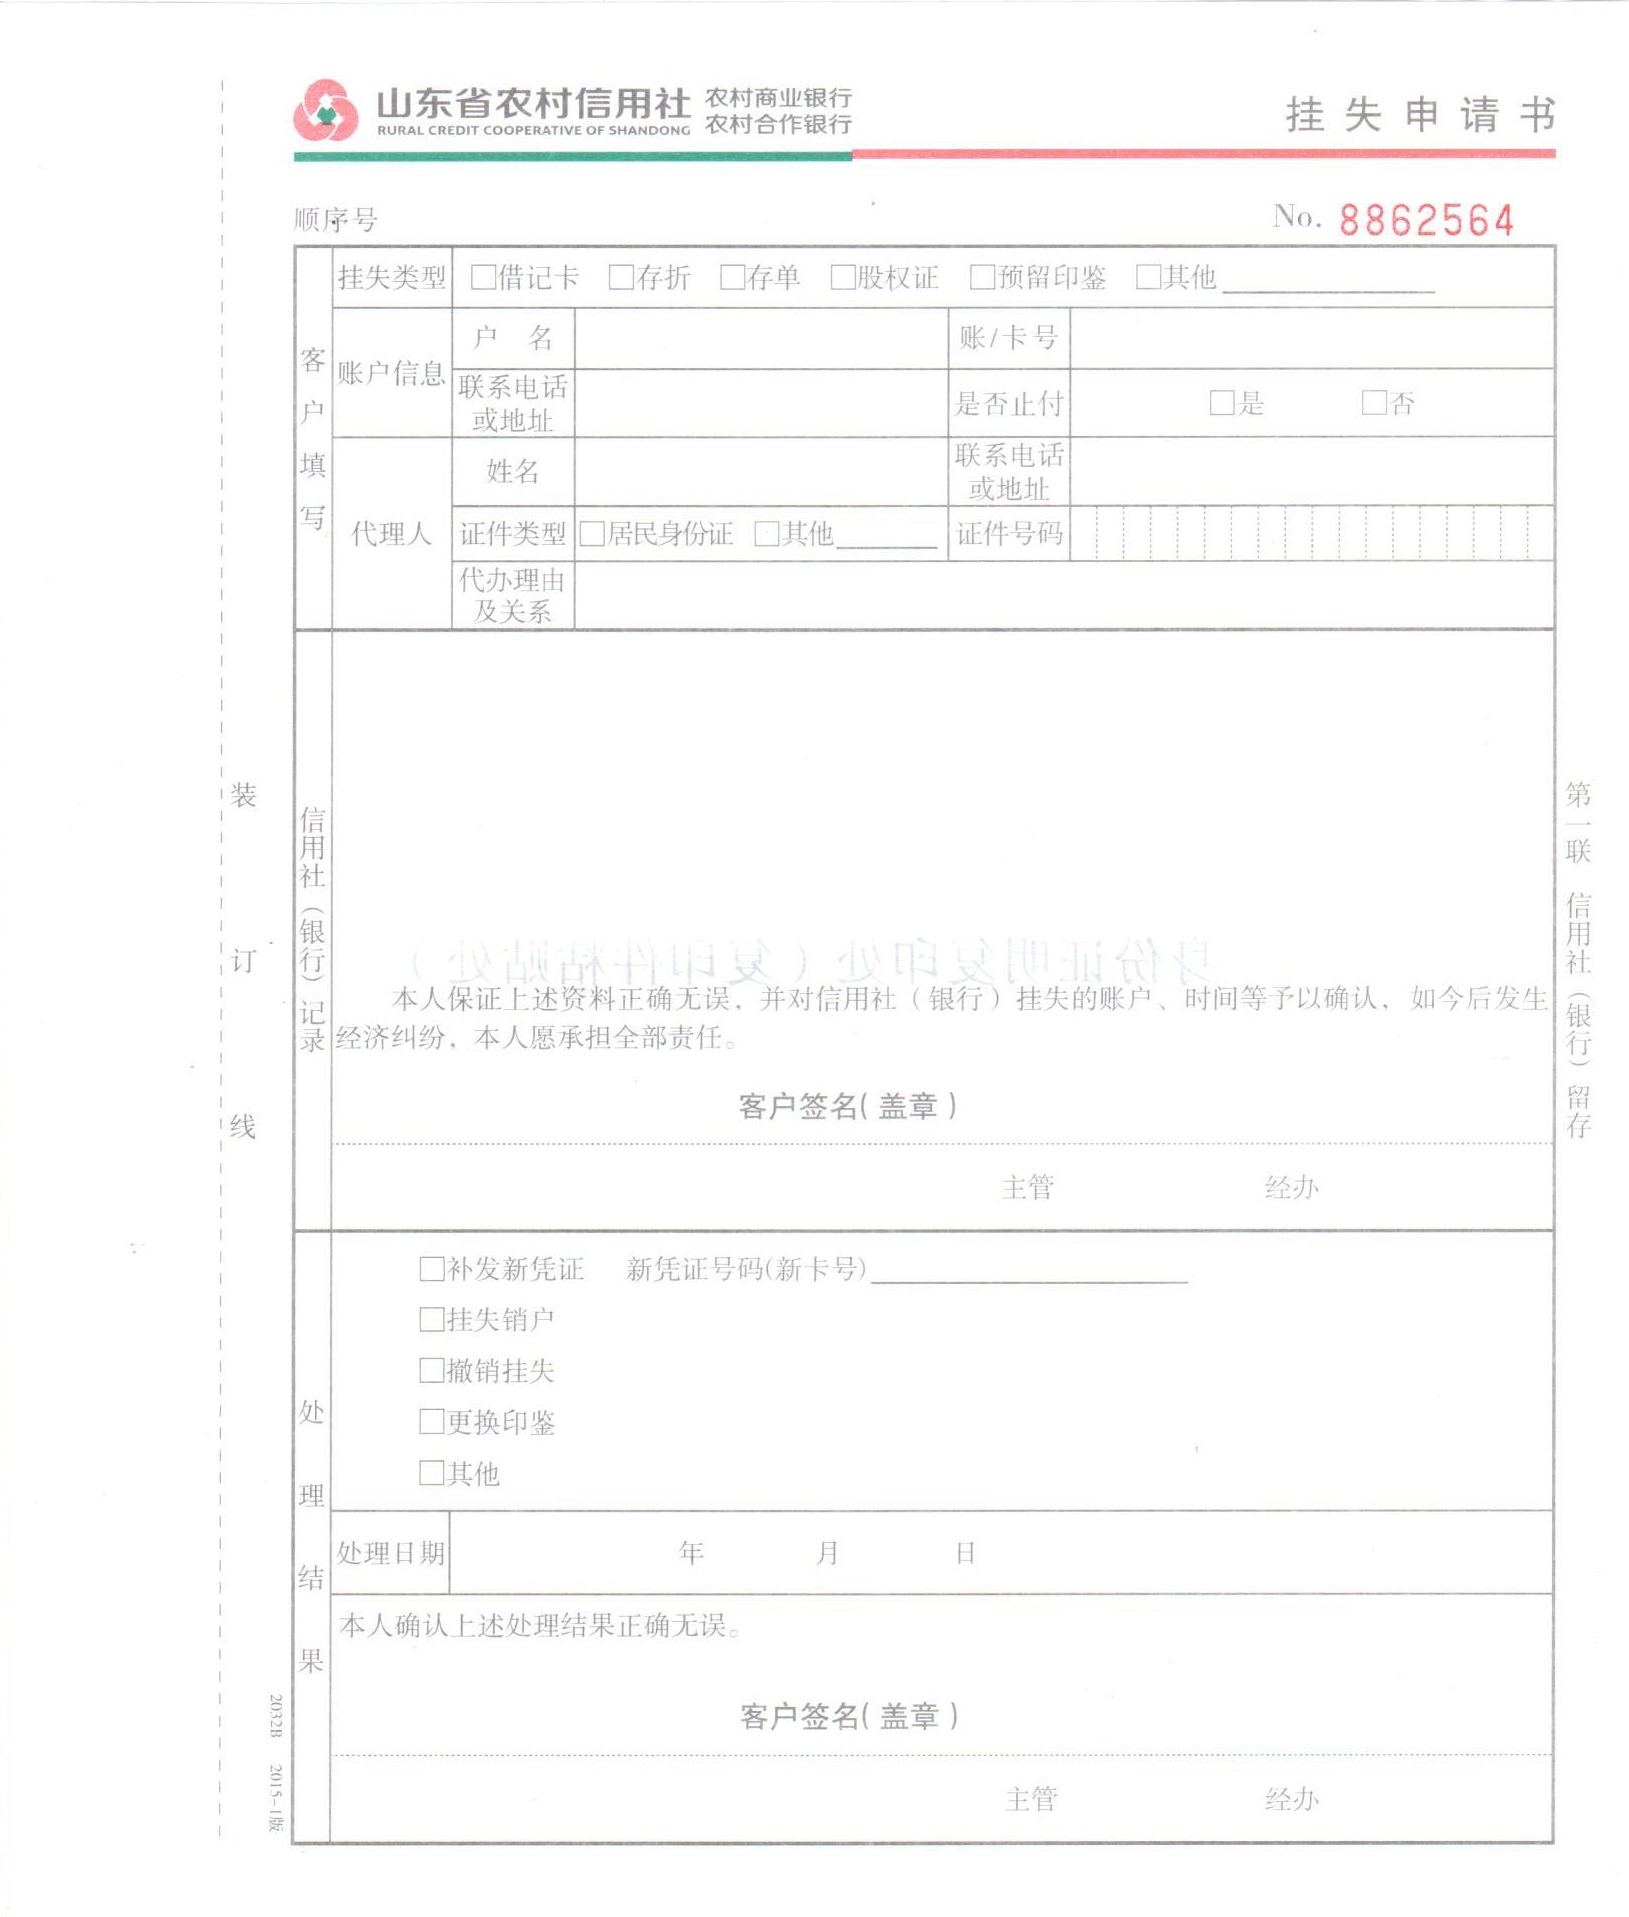 山东省农村信用社 农村商业银行
RURAL CREDIT COOPERATIVE OF SHANDONG 农村合作银行
挂失申请书
顺序号
No. 8862564
客户填写
挂失类型 □借记卡 □存折 □存单 □股权证 □预留印鉴 □其他
账户信息
户 名
账/卡号
联系电话
或地址
是否止付 □是 □否
代理人
姓名
联系电话
或地址
证件类型 □居民身份证 □其他
证件号码
代办理由
及关系
信用社（银行）记录
身份证明复印处（复印件粘贴处）
本人保证上述资料正确无误，并对信用社（银行）挂失的账户、时间等予以确认，如今后发生
经济纠纷，本人愿承担全部责任。
客户签名(盖章)
主管 经办
处理结果
□补发新凭证 新凭证号码(新卡号)
□挂失销户
□撤销挂失
□更换印鉴
□其他
处理日期 年 月 日
本人确认上述处理结果正确无误。
客户签名(盖章)
主管 经办
装订线
第一联 信用社（银行）留存
2032B 2015-1版